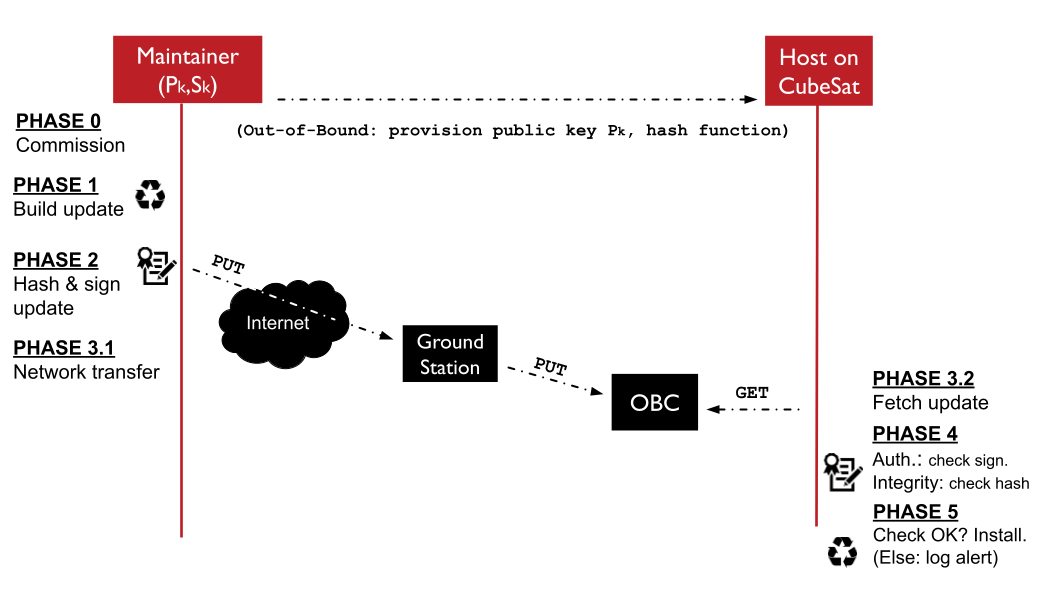 Maintainer
(Pk,Sk)
Host on
CubeSat
(Out-of-Bound: provision public key Pk, hash function)
PHASE 0
Commission
PHASE 1
Build update
PHASE 2
Hash & sign
update
PUT
Internet
PHASE 3.1
Network transfer
Ground
Station
PUT
OBC
GET
PHASE 3.2
Fetch update
PHASE 4
Auth.: check sign.
Integrity: check hash
PHASE 5
Check OK? Install.
(Else: log alert)